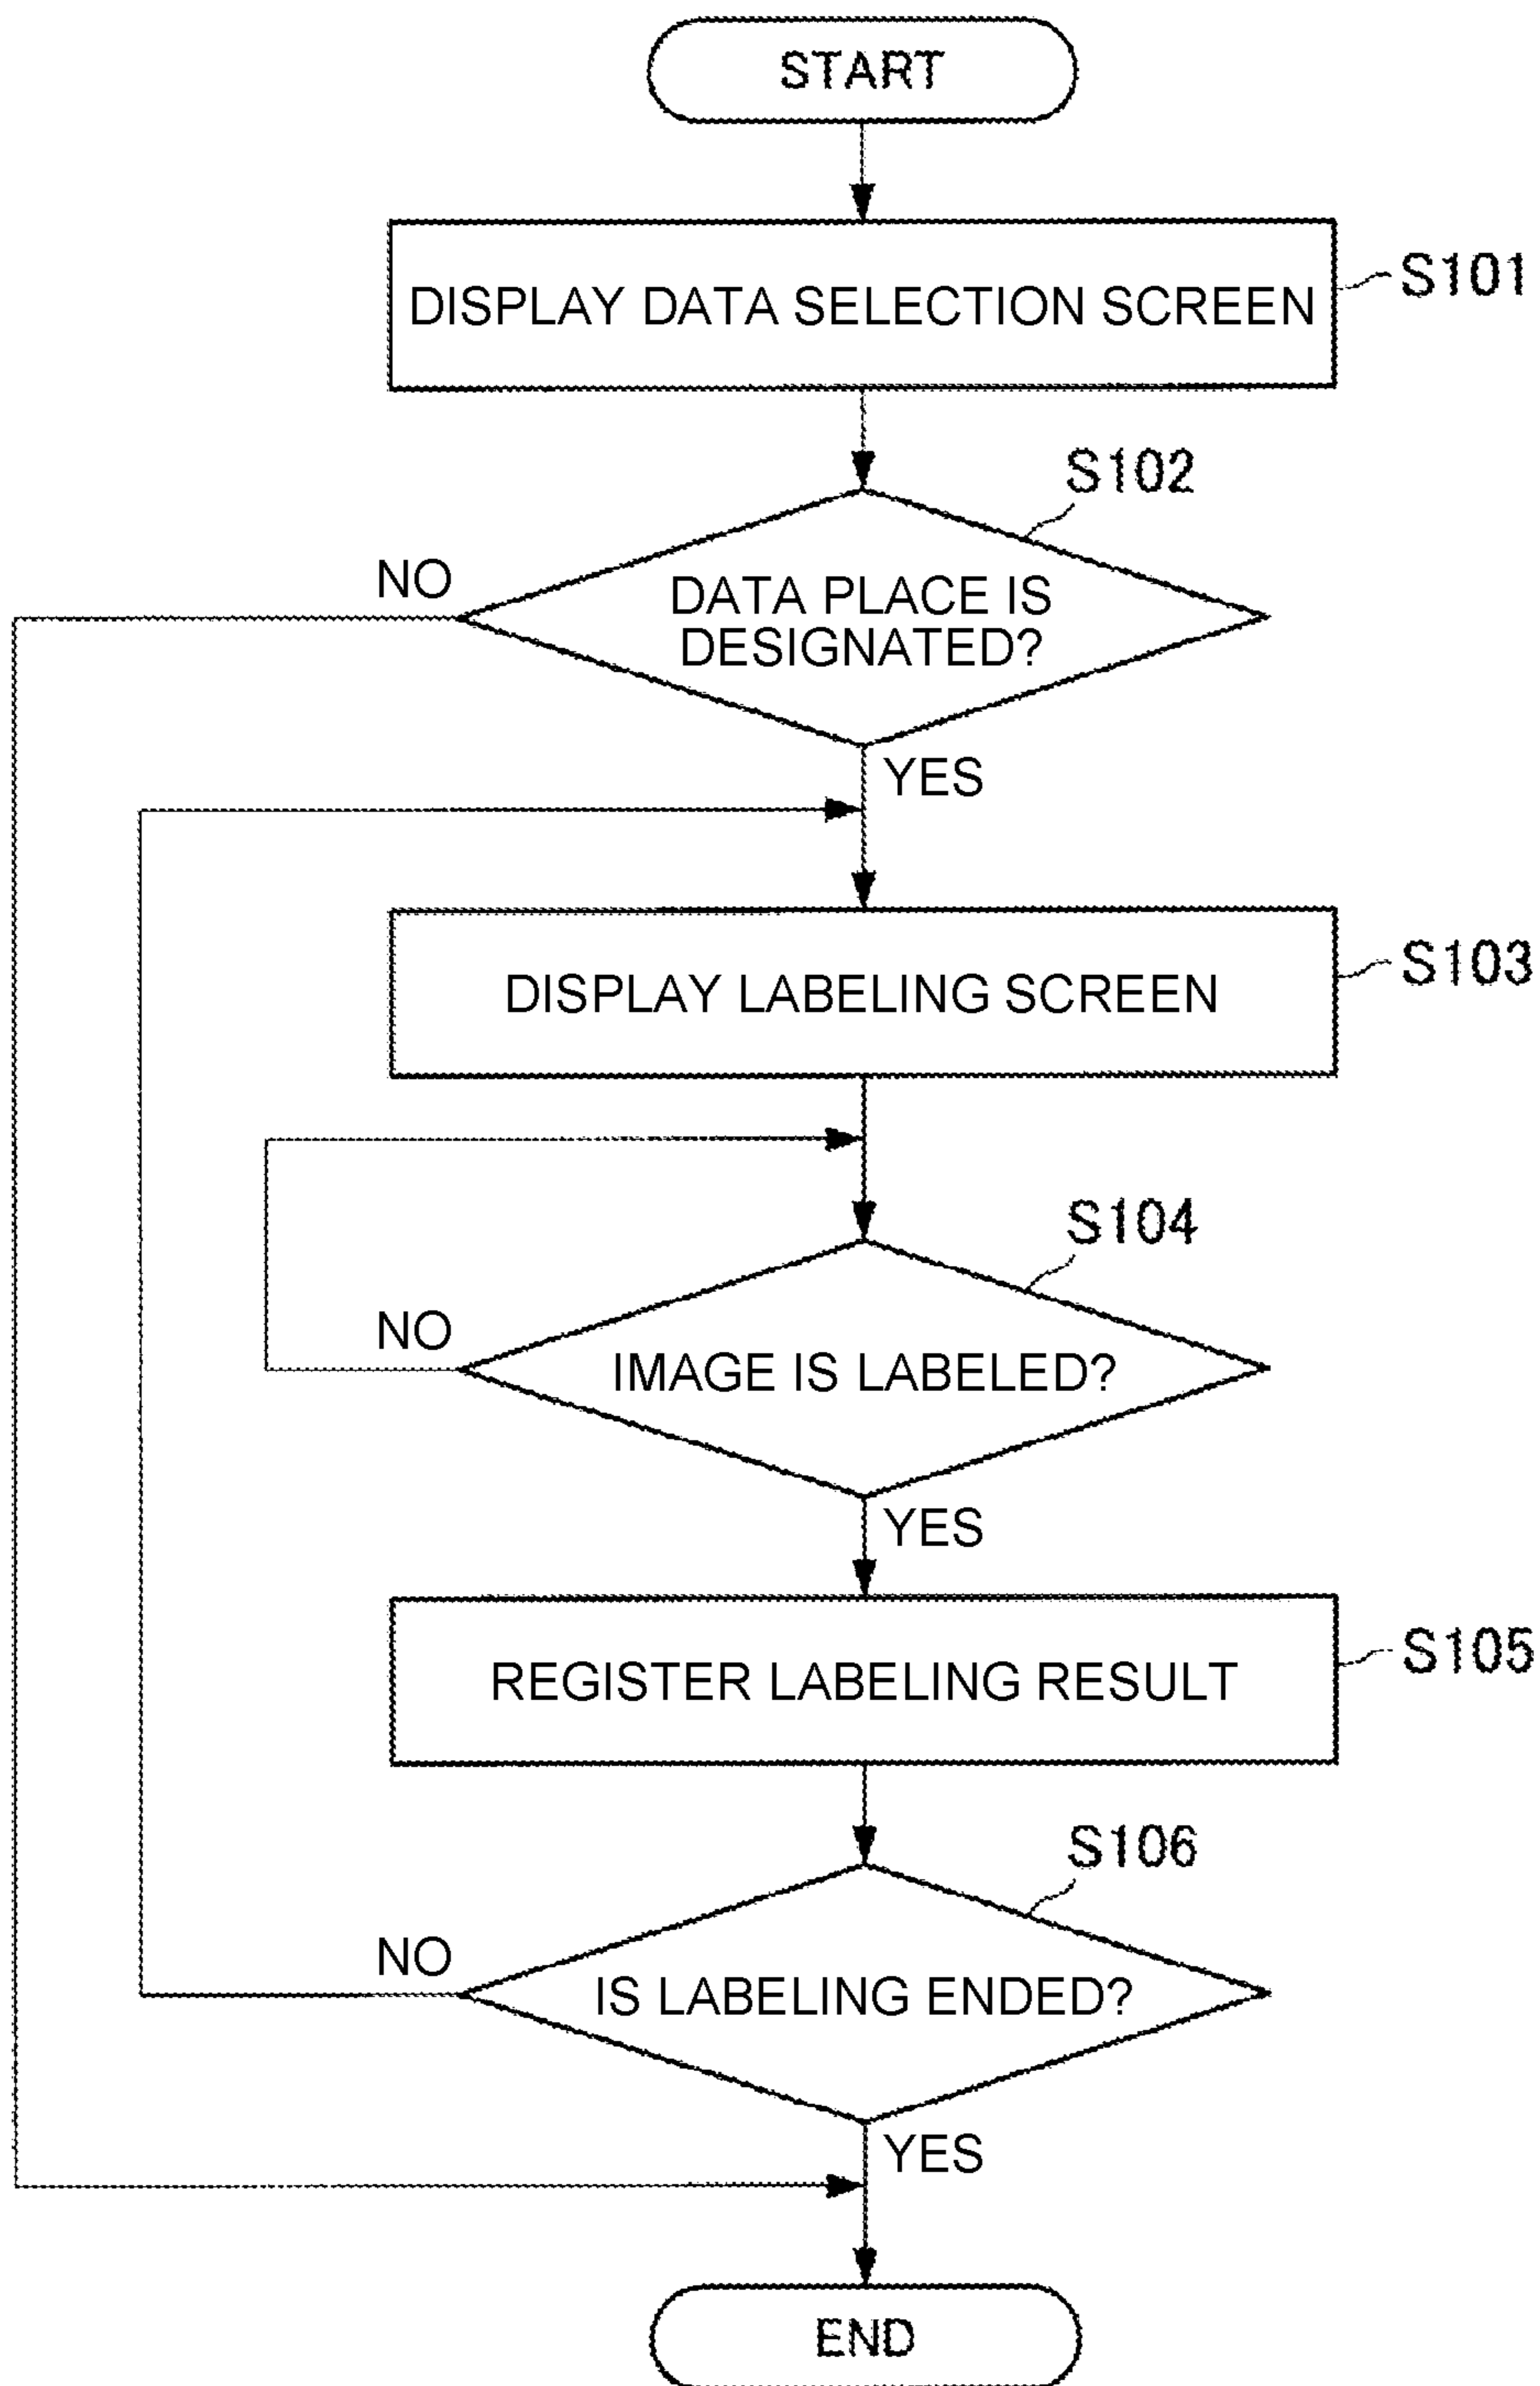 START
DISPLAY DATA SELECTION SCREEN
S101
S102
NO
DATA PLACE IS
DESIGNATED?
YES
DISPLAY LABELING SCREEN
S103
S104
NO
IMAGE IS LABELED?
YES
REGISTER LABELING RESULT
S105
S106
NO
IS LABELING ENDED?
YES
END